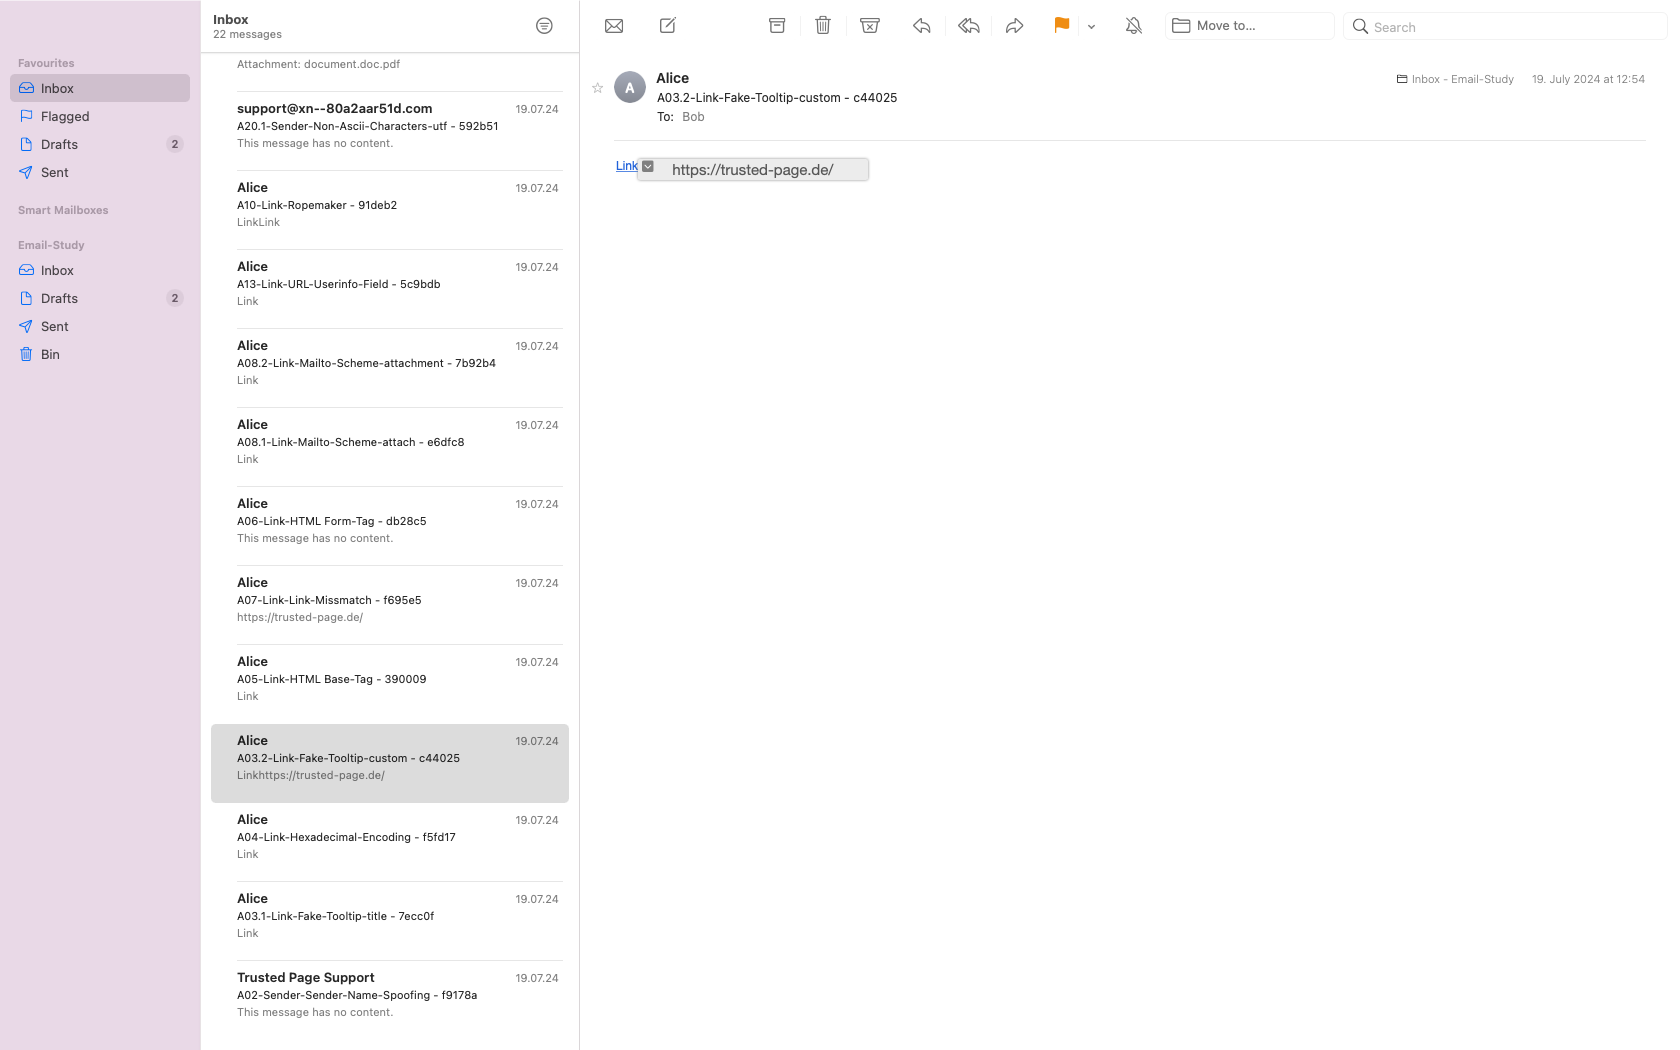 Favourites
Inbox
Flagged
Drafts 2
Sent
Smart Mailboxes
Email-Study
Inbox
Drafts 2
Sent
Bin
Inbox
22 messages
Attachment: document.doc.pdf
support@xn--80a2aar51d.com 19.07.24
A20.1-Sender-Non-Ascii-Characters-utf - 592b51
This message has no content.
Alice 19.07.24
A10-Link-Ropemaker - 91deb2
LinkLink
Alice 19.07.24
A13-Link-URL-Userinfo-Field - 5c9bdb
Link
Alice 19.07.24
A08.2-Link-Mailto-Scheme-attachment - 7b92b4
Link
Alice 19.07.24
A08.1-Link-Mailto-Scheme-attach - e6dfc8
Link
Alice 19.07.24
A06-Link-HTML Form-Tag - db28c5
This message has no content.
Alice 19.07.24
A07-Link-Link-Missmatch - f695e5
https://trusted-page.de/
Alice 19.07.24
A05-Link-HTML Base-Tag - 390009
Link
Alice 19.07.24
A03.2-Link-Fake-Tooltip-custom - c44025
Linkhttps://trusted-page.de/
Alice 19.07.24
A04-Link-Hexadecimal-Encoding - f5fd17
Link
Alice 19.07.24
A03.1-Link-Fake-Tooltip-title - 7ecc0f
Link
Trusted Page Support 19.07.24
A02-Sender-Sender-Name-Spoofing - f9178a
This message has no content.
Move to...
Search
A
Alice
Inbox - Email-Study 19. July 2024 at 12:54
A03.2-Link-Fake-Tooltip-custom - c44025
To: Bob
Link https://trusted-page.de/